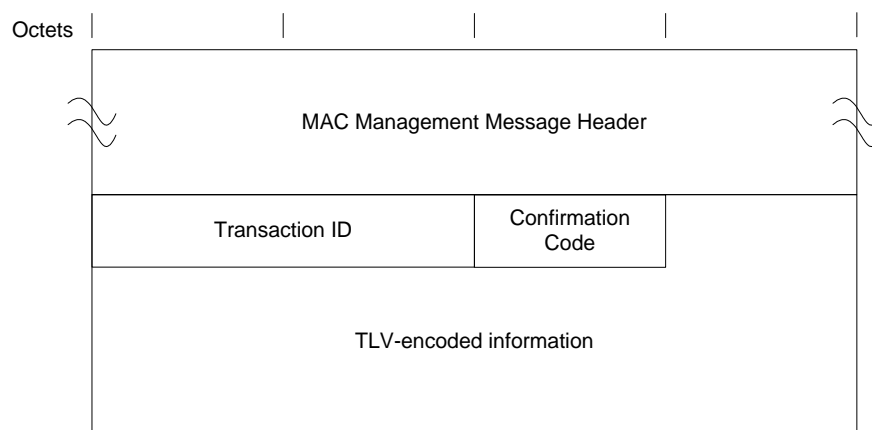 Octets
MAC Management Message Header
Transaction ID
Confirmation
Code
TLV-encoded information